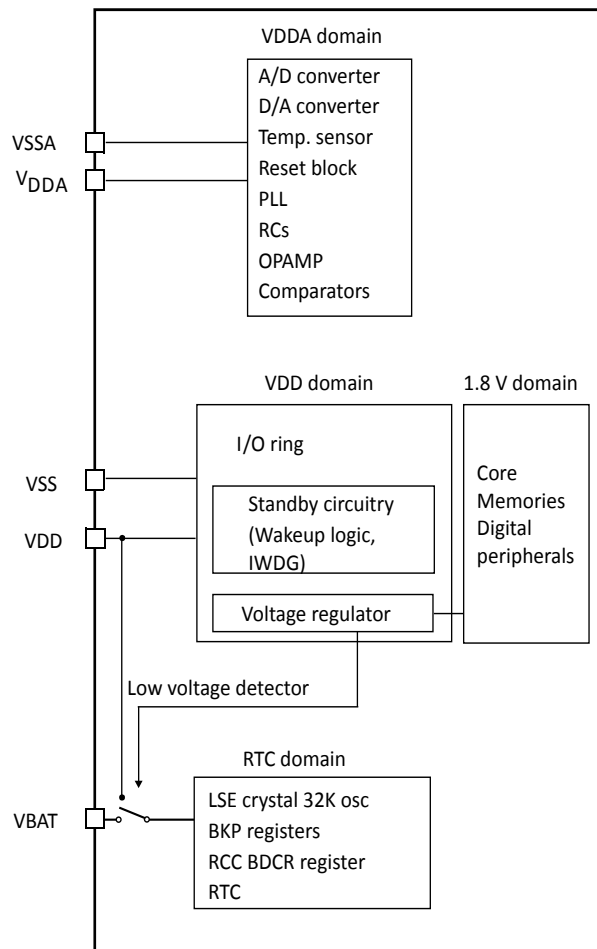 VDDA domain
A/D converter
D/A converter
Temp. sensor
Reset block
PLL
RCs
OPAMP
Comparators
VSSA
VDDA
VDD domain
1.8 V domain
I/O ring
Standby circuitry
(Wakeup logic,
IWDG)
Voltage regulator
Core
Memories
Digital
peripherals
VSS
VDD
Low voltage detector
RTC domain
LSE crystal 32K osc
BKP registers
RCC BDCR register
RTC
VBAT